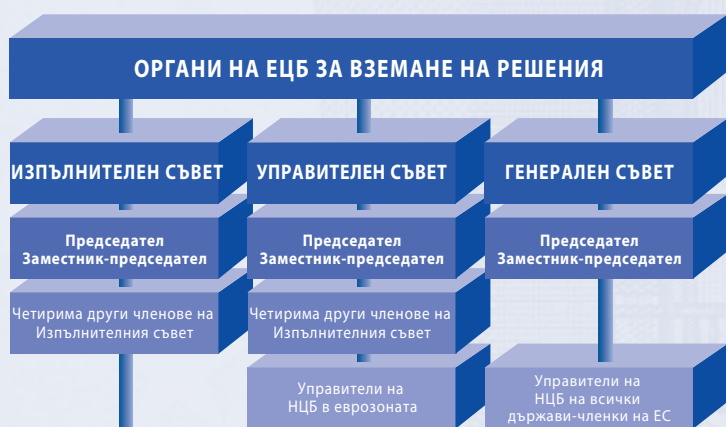 ОРГАНИ НА ЕЦБ ЗА ВЗЕМАНЕ НА РЕШЕНИЯ
ИЗПЪЛНИТЕЛЕН СЪВЕТ
Председател
Заместник-председател
Четирима други членове на
Изпълнителния съвет
УПРАВИТЕЛЕН СЪВЕТ
Председател
Заместник-председател
Четирима други членове на
Изпълнителния съвет
Управители на
НЦБ в еврозоната
ГЕНЕРАЛЕН СЪВЕТ
Председател
Заместник-председател
Управители на
НЦБ на всички
държави-членки на ЕС